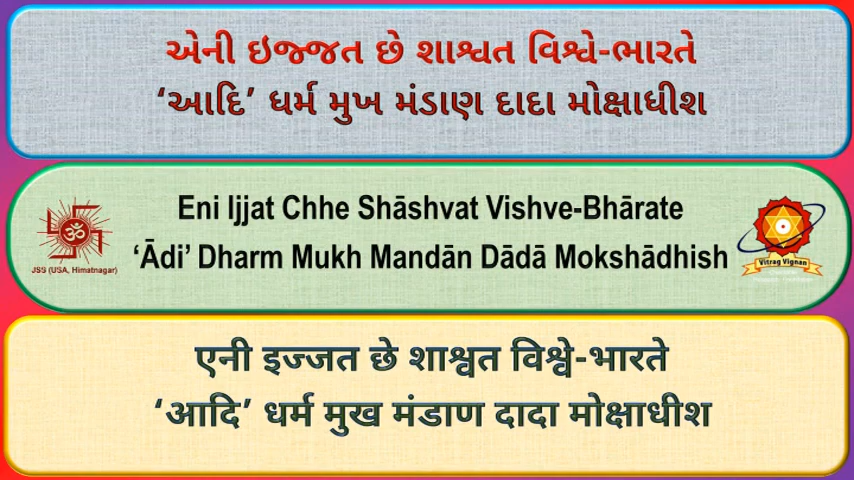 એની ઇજ્જત છે શાશ્વત વિશ્વે-ભારતે
‘આદિ’ ધર્મ મુખ મંડાણ દાદા મોક્ષાધીશ
Eni Ijjat Chhe Shāshvat Vishve-Bhārate
‘Ādi’ Dharm Mukh Mandān Dādā Mokshādhish
ॐ
JSS (USA, Himatnagar)
Vitrag Vignan
एनी इज्जत छे शाश्वत विश्वे-भारते
‘आदि’ धर्म मुख मंडाण दादा मोक्षाधीश